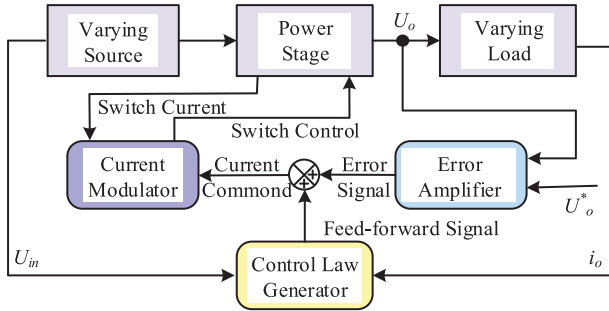 Varying
Source
Power
Stage
U_o
Varying
Load
Switch Current
Switch Control
Current
Modulator
Current
Commond
+
+
Error
Signal
Error
Amplifier
U*_o
Feed-forward Signal
U_in
Control Law
Generator
i_o